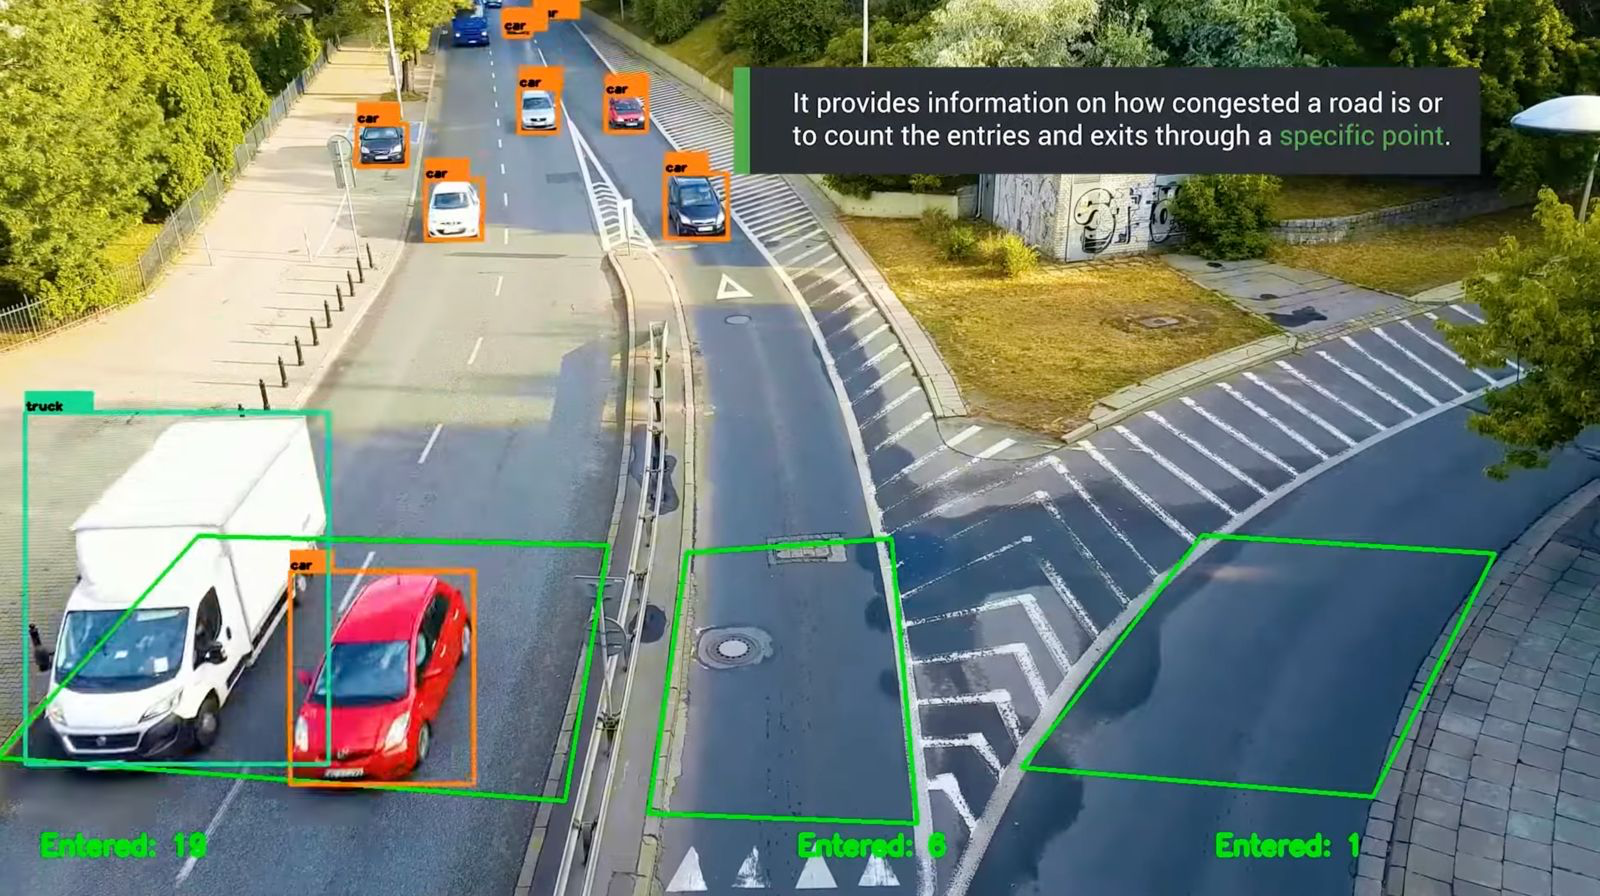 car
car
car
It provides information on how congested a road is or
to count the entries and exits through a specific point.
car
car
car
truck
car
Entered: 19
Entered: 6
Entered: 1